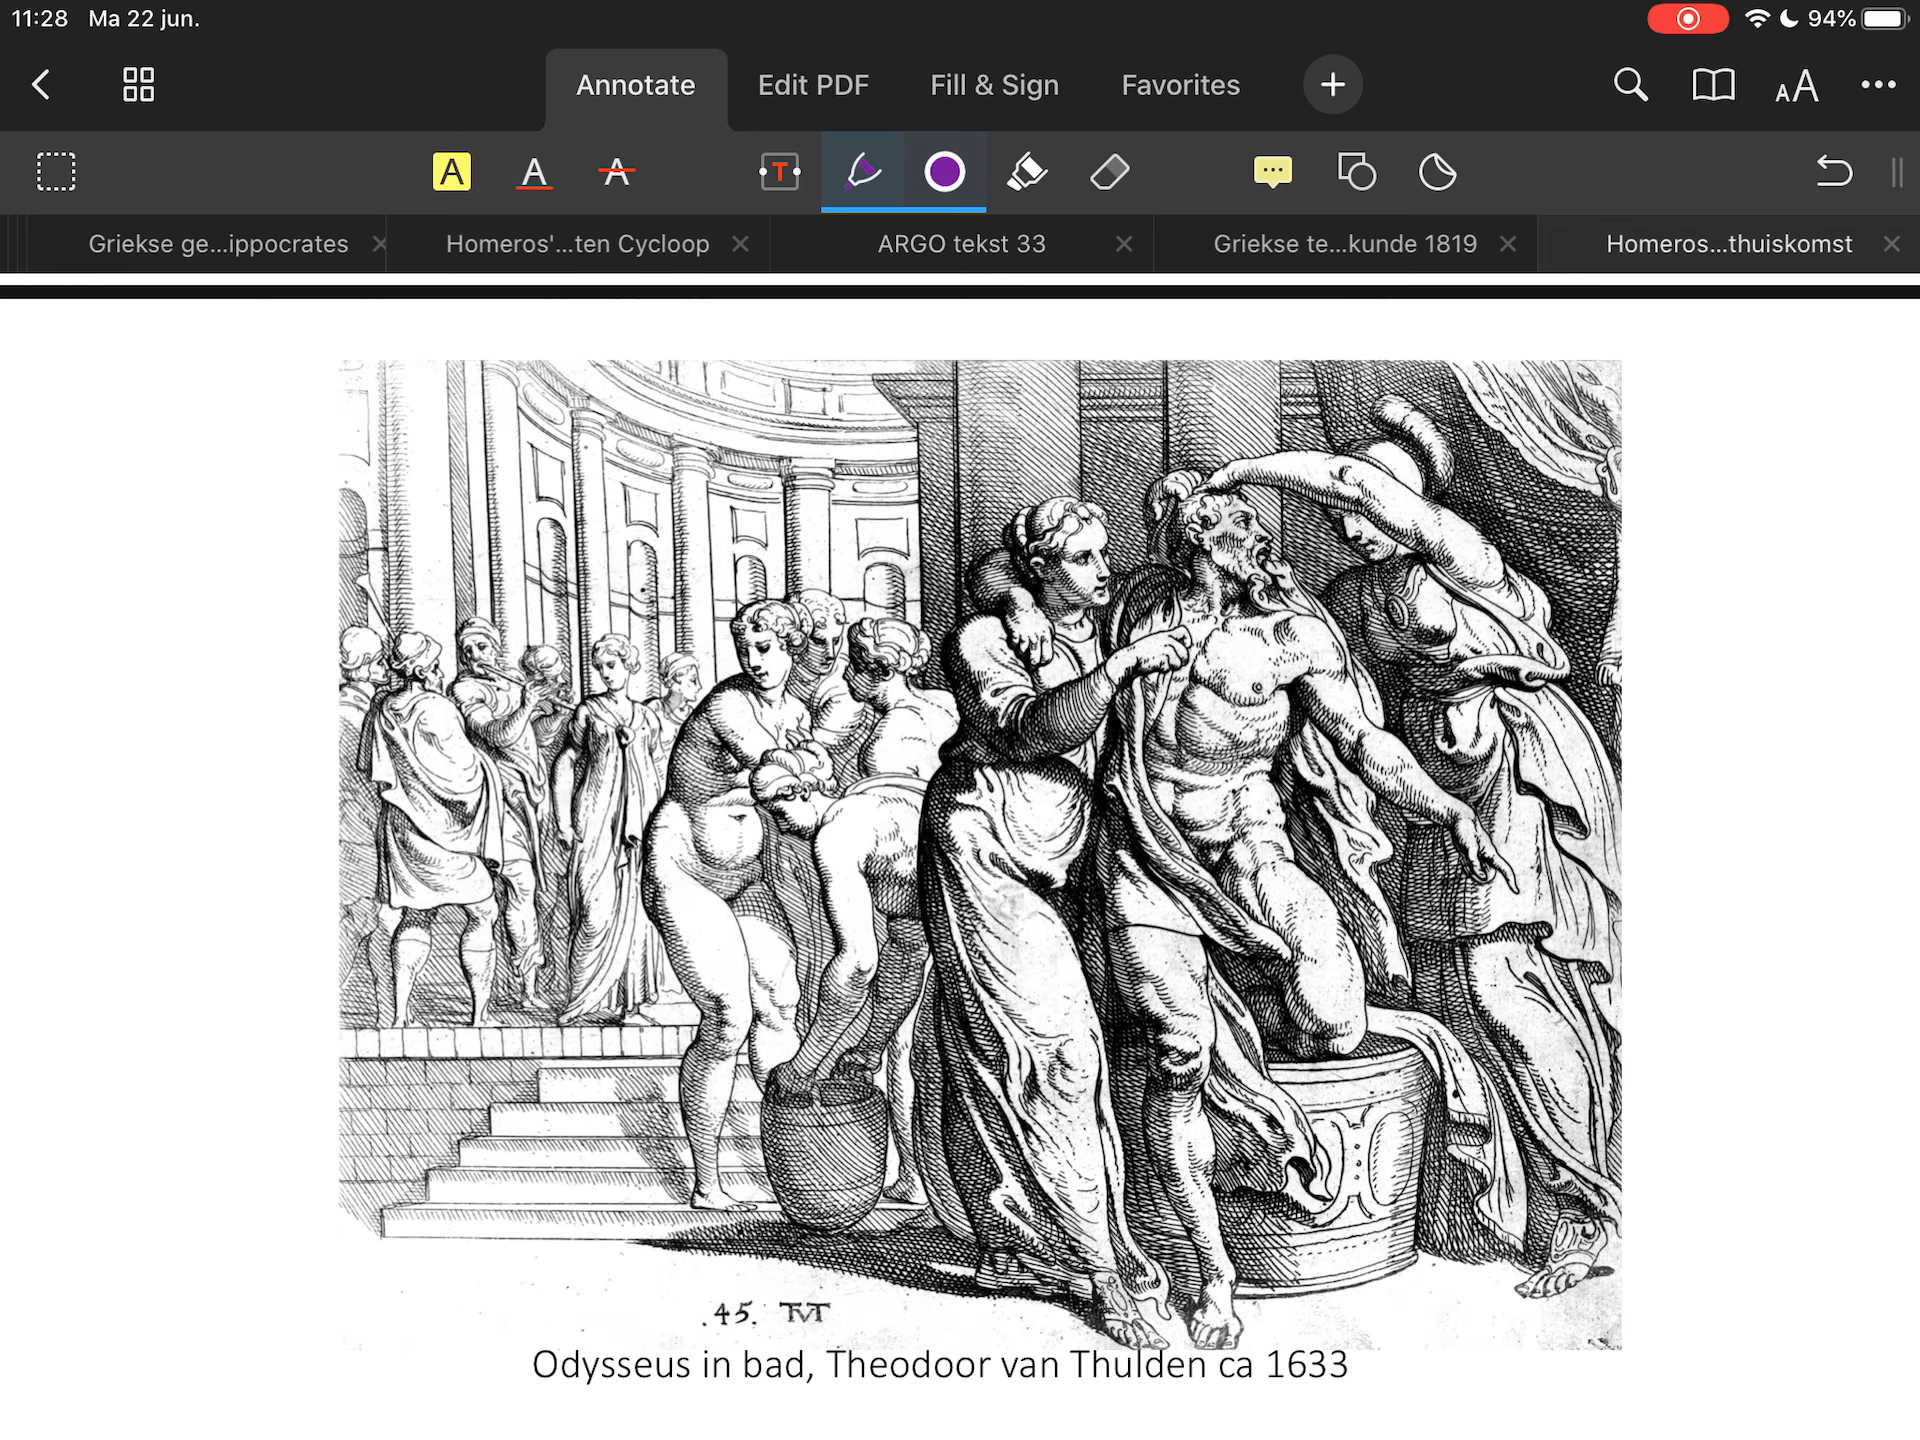 11:28 Ma 22 jun. 94%
Annotate Edit PDF Fill & Sign Favorites AA
A A A T
Griekse ge...ippocrates Homeros'...ten Cycloop ARGO tekst 33 Griekse te...kunde 1819 Homeros...thuiskomst
.45. TVT
Odysseus in bad, Theodoor van Thulden ca 1633